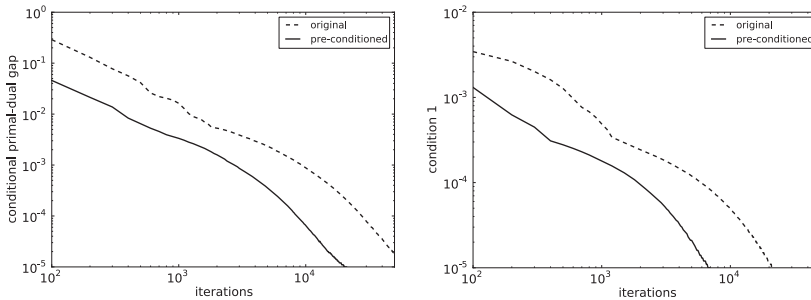 10^0
10^-1
10^-2
10^-3
10^-4
10^-5
10^2
10^3
10^4
conditional primal-dual gap
iterations
original
pre-conditioned
10^-2
10^-3
10^-4
10^-5
10^2
10^3
10^4
condition 1
iterations
original
pre-conditioned